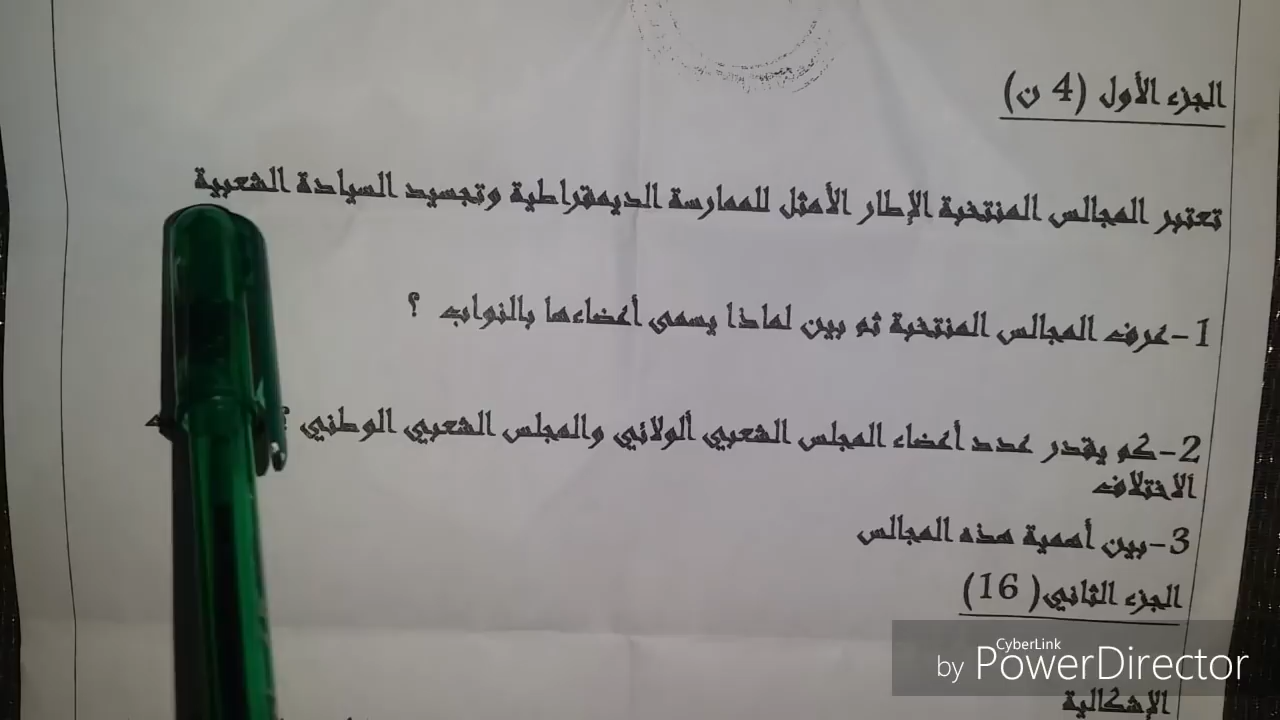 الجزء الأول (4 ن)
تعتبر المجالس المنتخبة الإطار الأمثل للممارسة الديمقراطية وتجسيد السيادة الشعبية
1-عرف المجالس المنتخبة ثم بين لماذا يسمى أعضاءها بالنواب ؟
2-كم يقدر عدد أعضاء المجلس الشعبي ألولائي والمجلس الشعبي الوطني ؟
الاختلاف
3-بين أهمية هذه المجالس
الجزء الثاني( 16)
CyberLink
by PowerDirector
الإشكالية